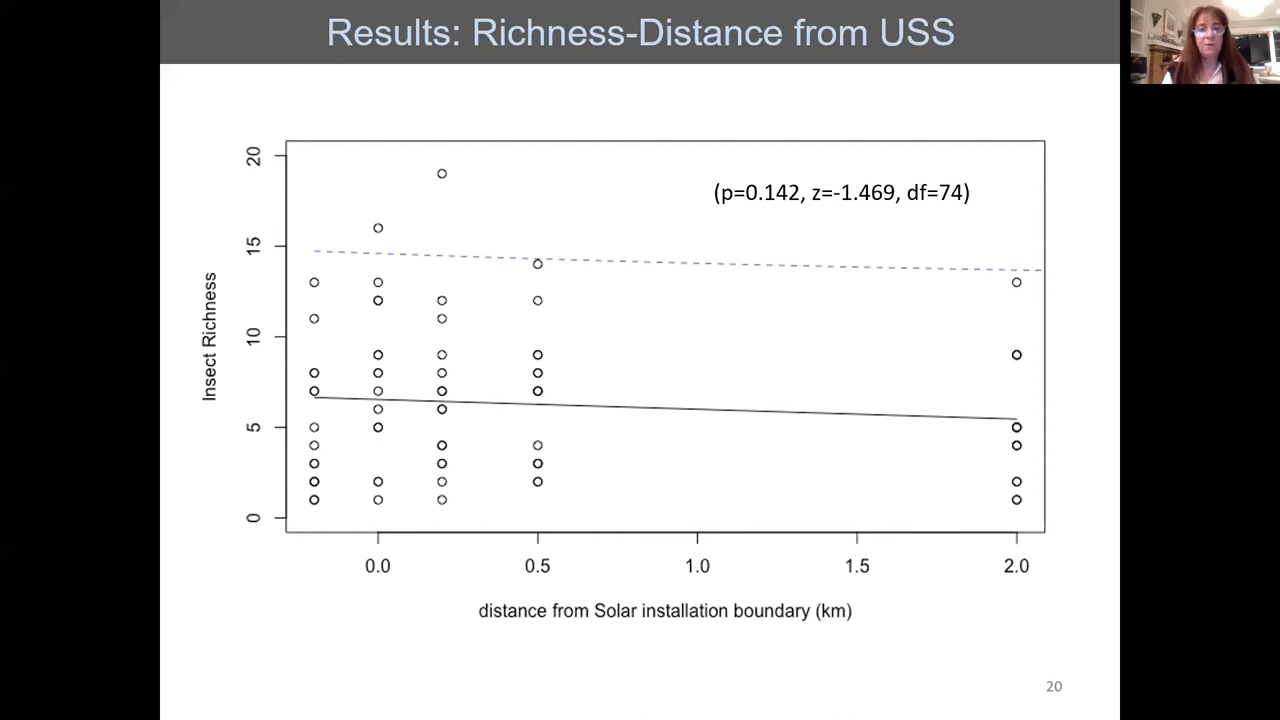 Results: Richness-Distance from USS
(p=0.142, z=-1.469, df=74)
20
15
10
5
0
Insect Richness
0.0 0.5 1.0 1.5 2.0
distance from Solar installation boundary (km)
20